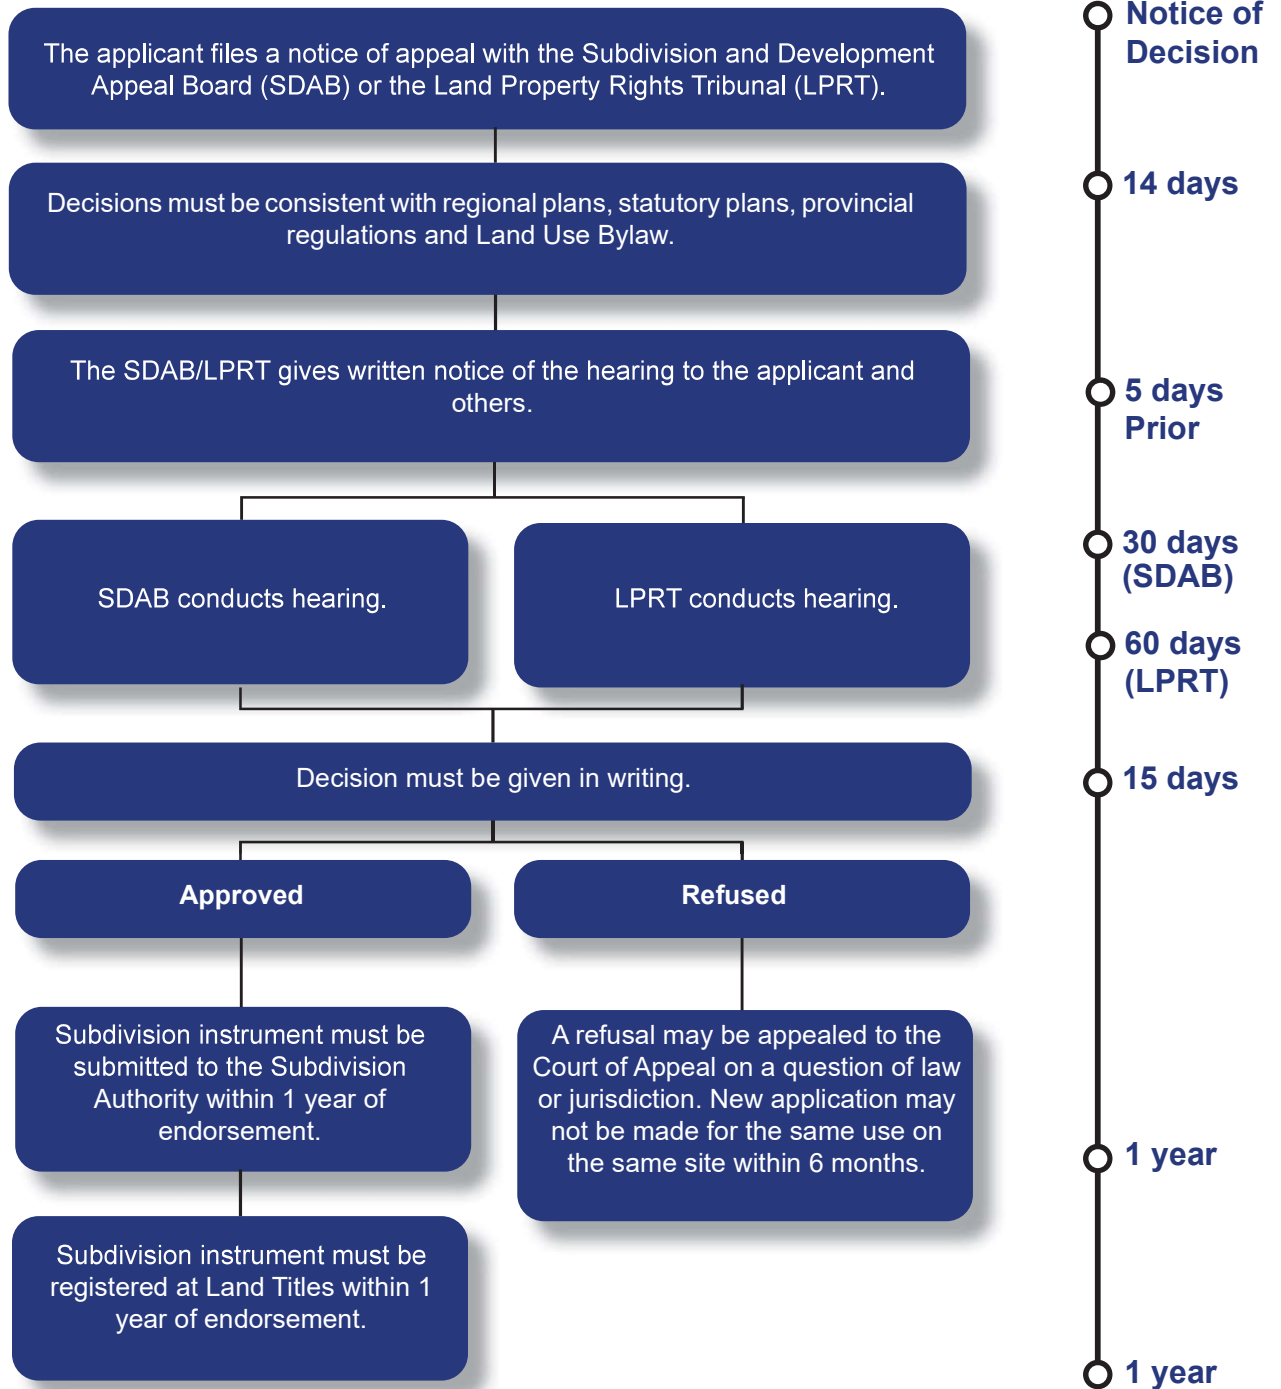 The applicant files a notice of appeal with the Subdivision and Development
Appeal Board (SDAB) or the Land Property Rights Tribunal (LPRT).
Notice of
Decision
Decisions must be consistent with regional plans, statutory plans, provincial
regulations and Land Use Bylaw.
14 days
The SDAB/LPRT gives written notice of the hearing to the applicant and
others.
5 days
Prior
SDAB conducts hearing.
LPRT conducts hearing.
30 days
(SDAB)
60 days
(LPRT)
Decision must be given in writing.
15 days
Approved
Refused
Subdivision instrument must be
submitted to the Subdivision
Authority within 1 year of
endorsement.
A refusal may be appealed to the
Court of Appeal on a question of law
or jurisdiction. New application may
not be made for the same use on
the same site within 6 months.
1 year
Subdivision instrument must be
registered at Land Titles within 1
year of endorsement.
1 year